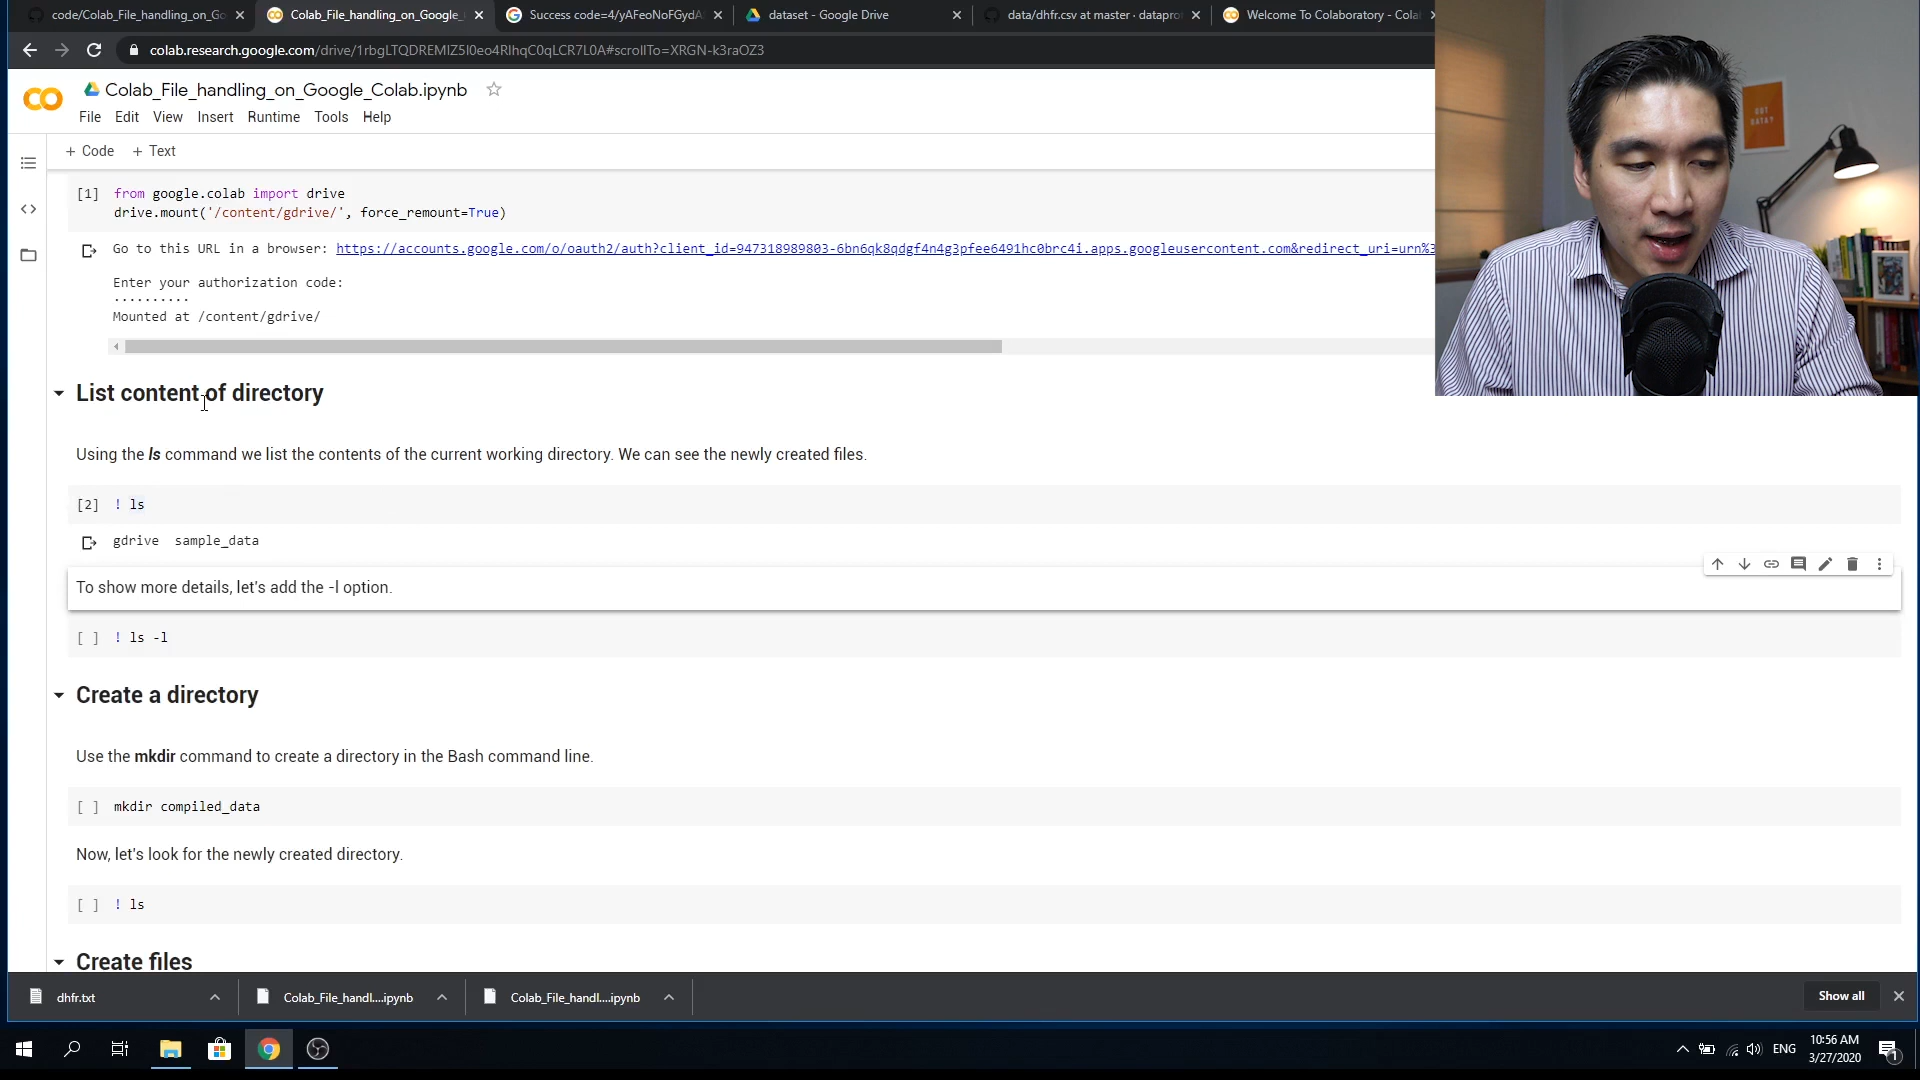 code/Colab_File_handling_on_Go
Colab_File_handling_on_Google_
Success code=4/yAFeoNoFGydA
dataset - Google Drive
data/dhfr.csv at master · datapro
Welcome To Colaboratory - Cola
colab.research.google.com/drive/1rbgLTQDREMIZ5I0eo4RIhqC0qLCR7L0A#scrollTo=XRGN-k3raOZ3
CO
Colab_File_handling_on_Google_Colab.ipynb
File Edit View Insert Runtime Tools Help
+ Code + Text
[1] from google.colab import drive
drive.mount('/content/gdrive/', force_remount=True)
Go to this URL in a browser: https://accounts.google.com/o/oauth2/auth?client_id=947318989803-6bn6qk8qdgf4n4g3pfee6491hc0brc4i.apps.googleusercontent.com&redirect_uri=urn%3
Enter your authorization code:
··········
Mounted at /content/gdrive/
List content of directory
Using the ls command we list the contents of the current working directory. We can see the newly created files.
[2] ! ls
gdrive sample_data
To show more details, let's add the -l option.
[ ] ! ls -l
Create a directory
Use the mkdir command to create a directory in the Bash command line.
[ ] mkdir compiled_data
Now, let's look for the newly created directory.
[ ] ! ls
Create files
dhfr.txt
Colab_File_handl....ipynb
Colab_File_handl....ipynb
Show all
ENG
10:56 AM
3/27/2020
1
GOT
DATA?